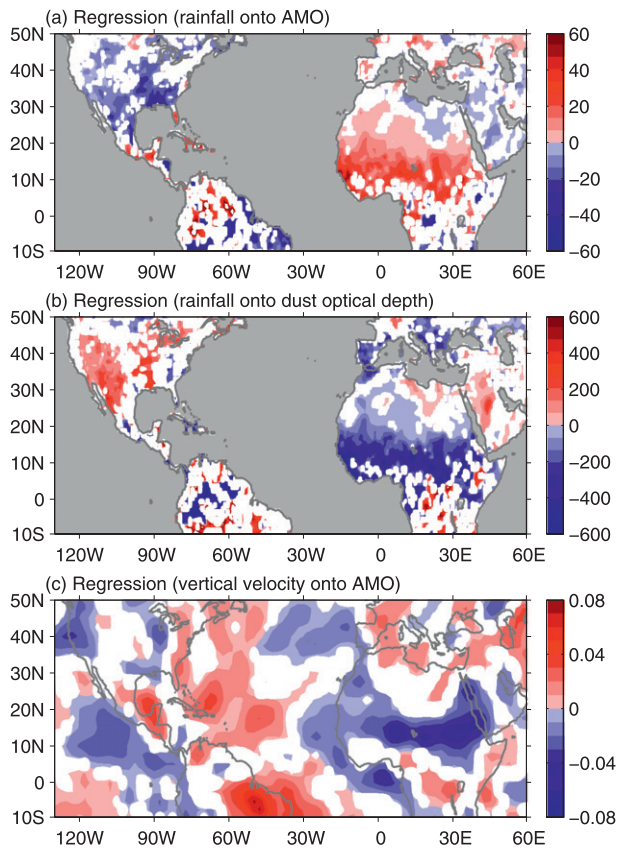 (a) Regression (rainfall onto AMO)
50N
40N
30N
20N
10N
0
10S
120W 90W 60W 30W 0 30E 60E
60
40
20
0
−20
−40
−60
(b) Regression (rainfall onto dust optical depth)
50N
40N
30N
20N
10N
0
10S
120W 90W 60W 30W 0 30E 60E
600
400
200
0
−200
−400
−600
(c) Regression (vertical velocity onto AMO)
50N
40N
30N
20N
10N
0
10S
120W 90W 60W 30W 0 30E 60E
0.08
0.04
0
−0.04
−0.08